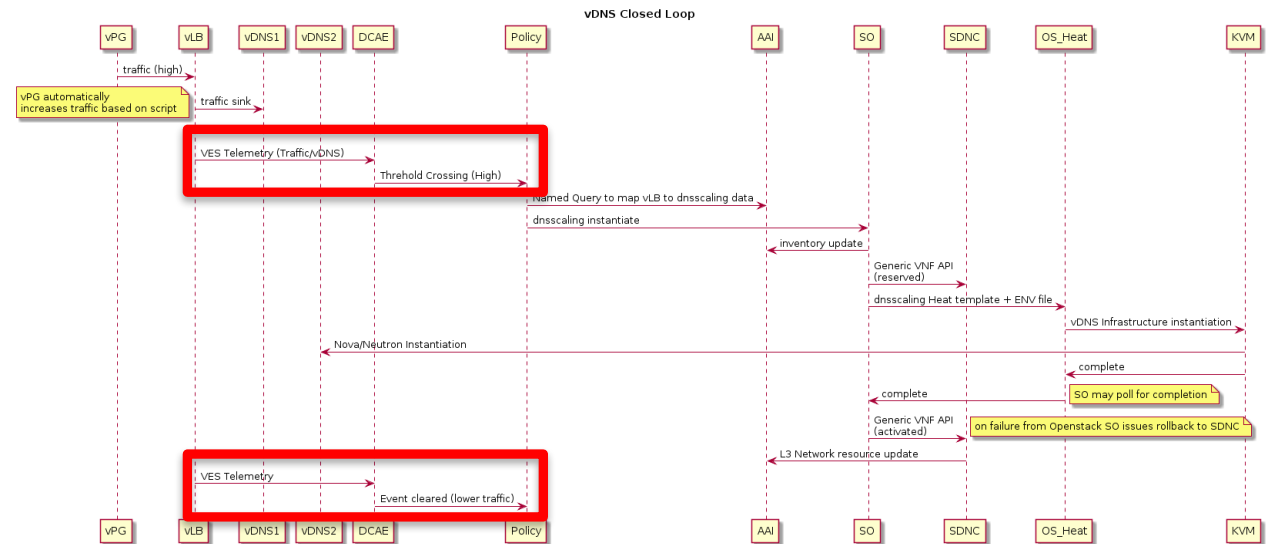 vDNS Closed Loop
vPG
vLB
vDNS1
vDNS2
DCAE
Policy
AAI
SO
SDNC
OS_Heat
KVM
traffic (high)
vPG automatically
increases traffic based on script
traffic sink
VES Telemetry (Traffic/vDNS)
Threhold Crossing (High)
Named Query to map vLB to dnsscaling data
dnsscaling instantiate
inventory update
Generic VNF API
(reserved)
dnsscaling Heat template + ENV file
vDNS Infrastructure instantiation
Nova/Neutron Instantiation
complete
complete
SO may poll for completion
Generic VNF API
(activated)
on failure from Openstack SO issues rollback to SDNC
L3 Network resource update
VES Telemetry
Event cleared (lower traffic)
vPG
vLB
vDNS1
vDNS2
DCAE
Policy
AAI
SO
SDNC
OS_Heat
KVM